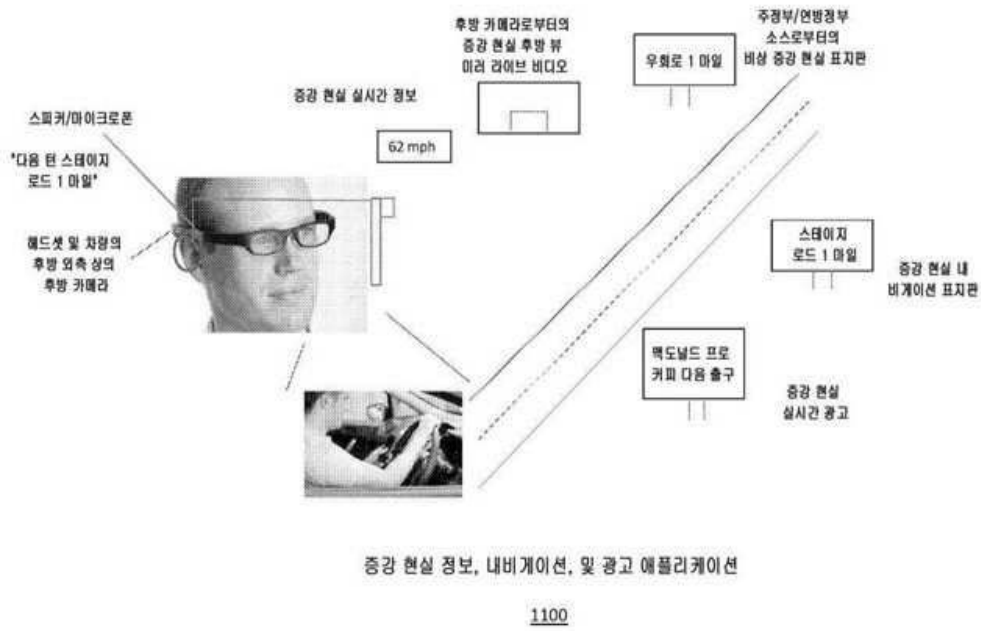 후방 카메라로부터의
증강 현실 후방 뷰
미러 라이브 비디오
주정부/연방정부
소스로부터의
비상 증강 현실 표지판
우회로 1 마일
증강 현실 실시간 정보
62 mph
스피커/마이크로폰
"다음 턴 스테이지
로드 1 마일"
헤드셋 및 차량의
후방 외측 상의
후방 카메라
스테이지
로드 1 마일
증강 현실 내
비게이션 표지판
맥도널드 프로
커피 다음 출구
증강 현실
실시간 광고
증강 현실 정보, 내비게이션, 및 광고 애플리케이션
1100